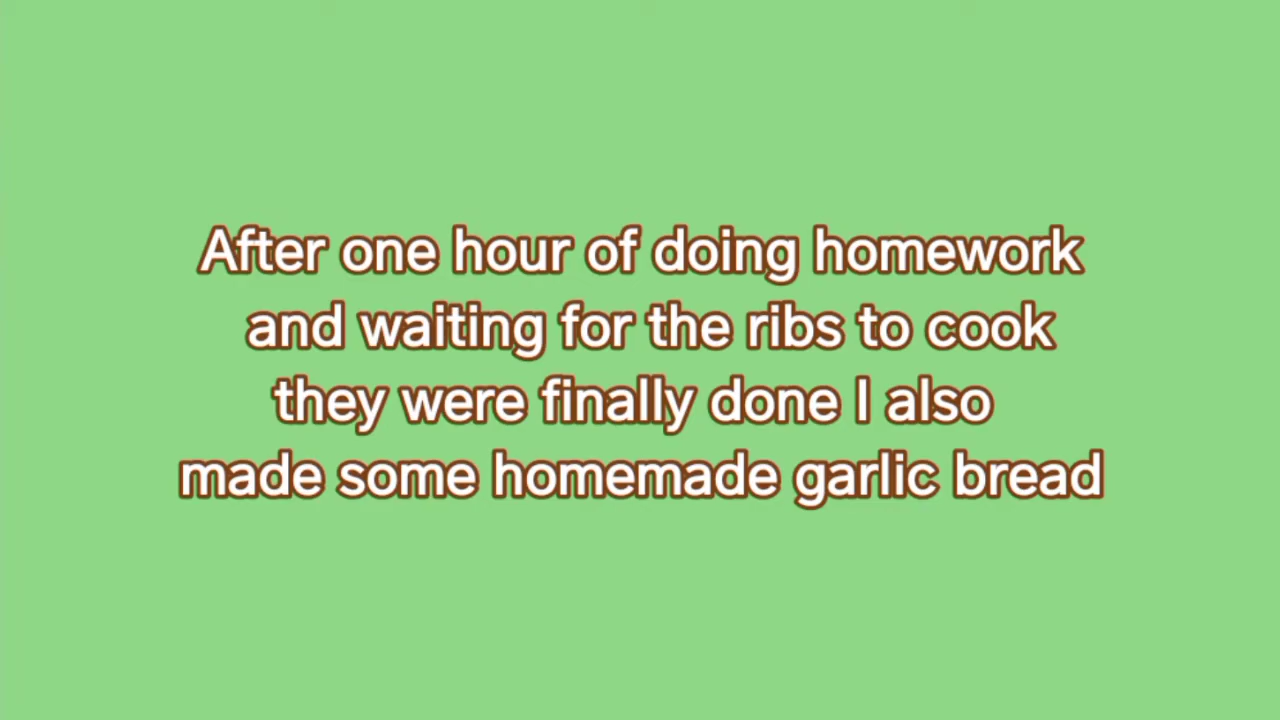 After one hour of doing homework
and waiting for the ribs to cook
they were finally done I also
made some homemade garlic bread